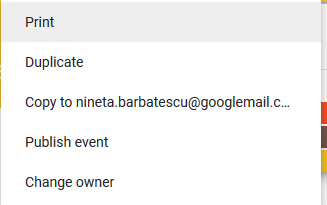 Print
Duplicate
Copy to nineta.barbatescu@googlemail.c...
Publish event
Change owner